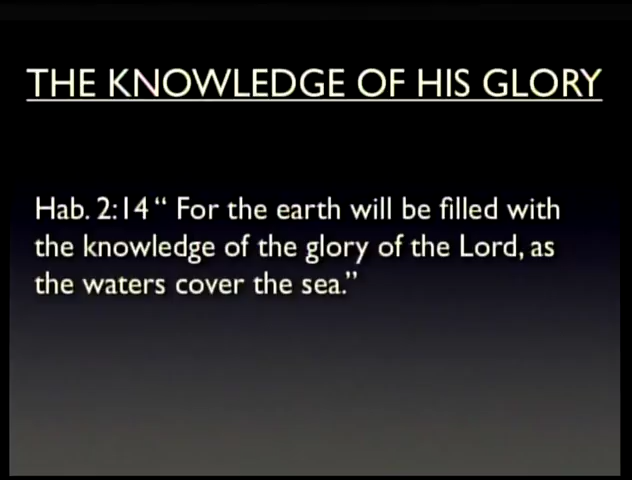 THE KNOWLEDGE OF HIS GLORY
Hab. 2:14 “ For the earth will be filled with
the knowledge of the glory of the Lord, as
the waters cover the sea.”